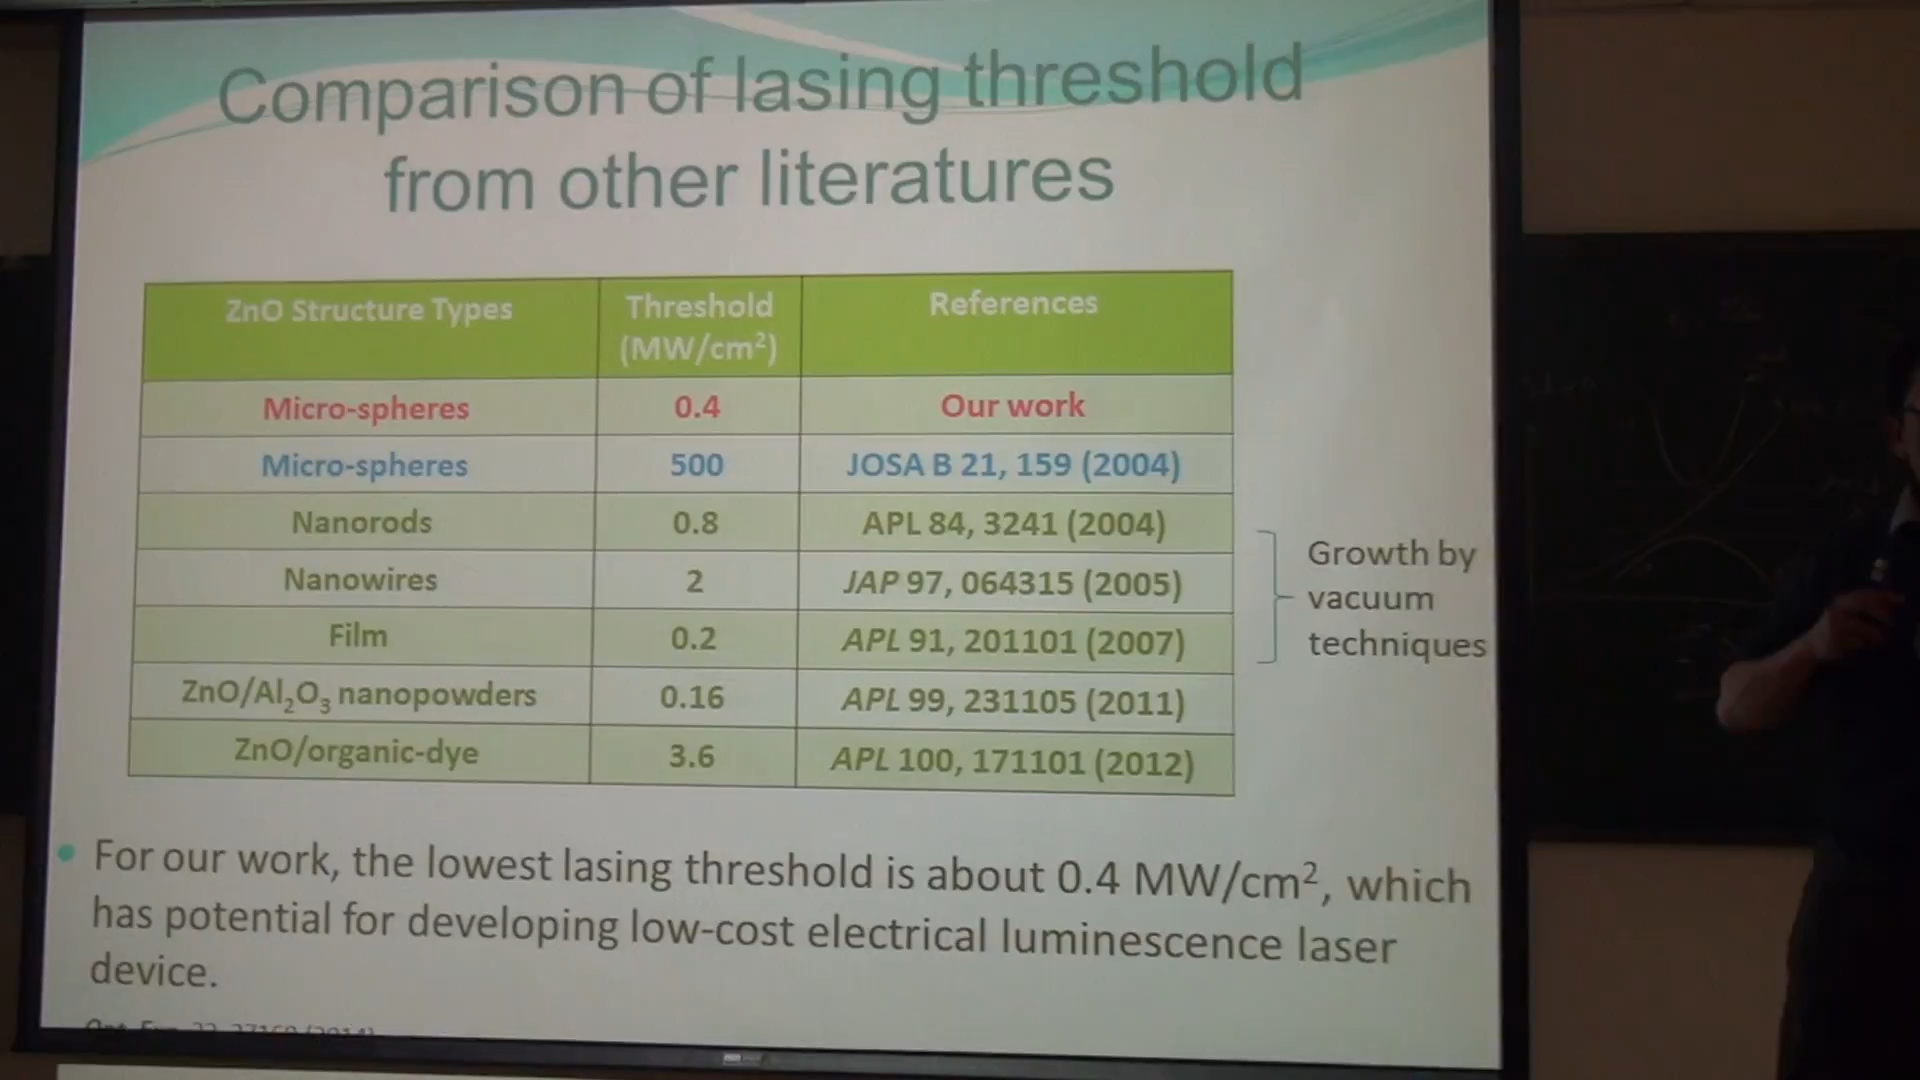 Comparison of lasing threshold
from other literatures
ZnO Structure Types Threshold (MW/cm²) References
Micro-spheres 0.4 Our work
Micro-spheres 500 JOSA B 21, 159 (2004)
Nanorods 0.8 APL 84, 3241 (2004)
Nanowires 2 JAP 97, 064315 (2005)
Film 0.2 APL 91, 201101 (2007)
ZnO/Al₂O₃ nanopowders 0.16 APL 99, 231105 (2011)
ZnO/organic-dye 3.6 APL 100, 171101 (2012)
Growth by
vacuum
techniques
For our work, the lowest lasing threshold is about 0.4 MW/cm², which
has potential for developing low-cost electrical luminescence laser
device.